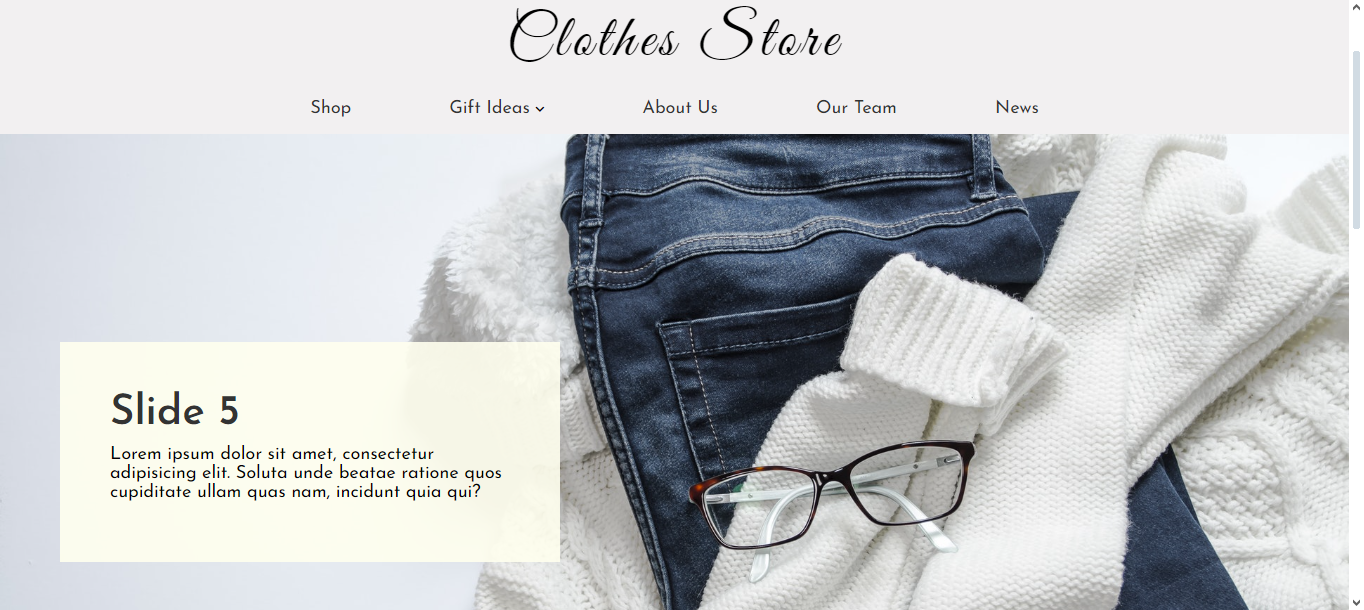 Clothes Store
Shop Gift Ideas About Us Our Team News
Slide 5
Lorem ipsum dolor sit amet, consectetur
adipisicing elit. Soluta unde beatae ratione quos
cupiditate ullam quas nam, incidunt quia qui?